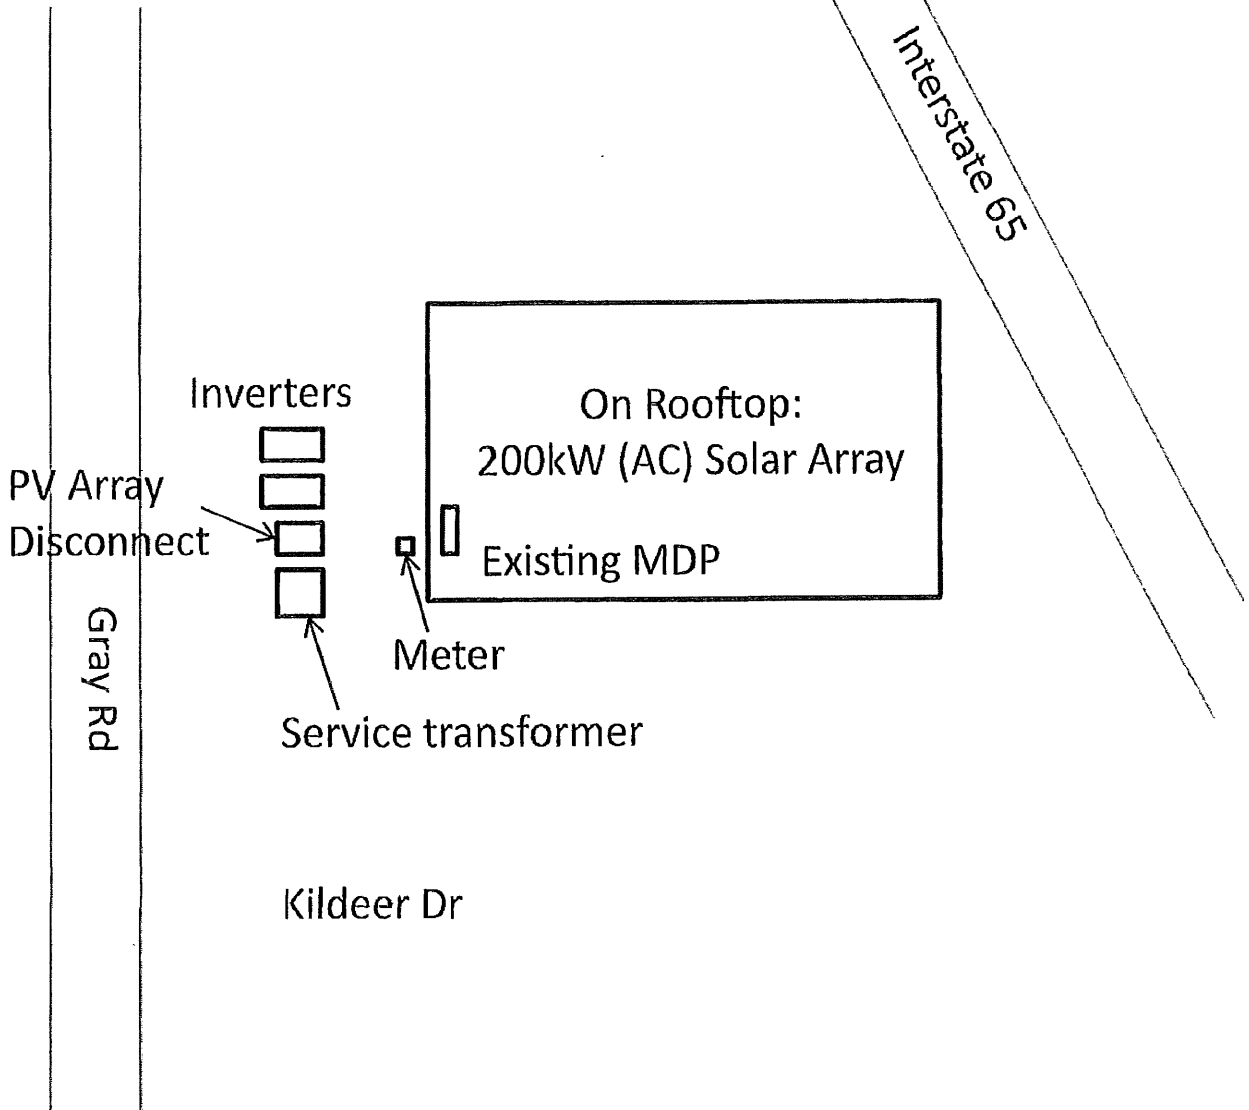 Interstate 65
Inverters
On Rooftop:
200kW (AC) Solar Array
PV Array
Disconnect
Existing MDP
Gray Rd
Meter
Service transformer
Kildeer Dr